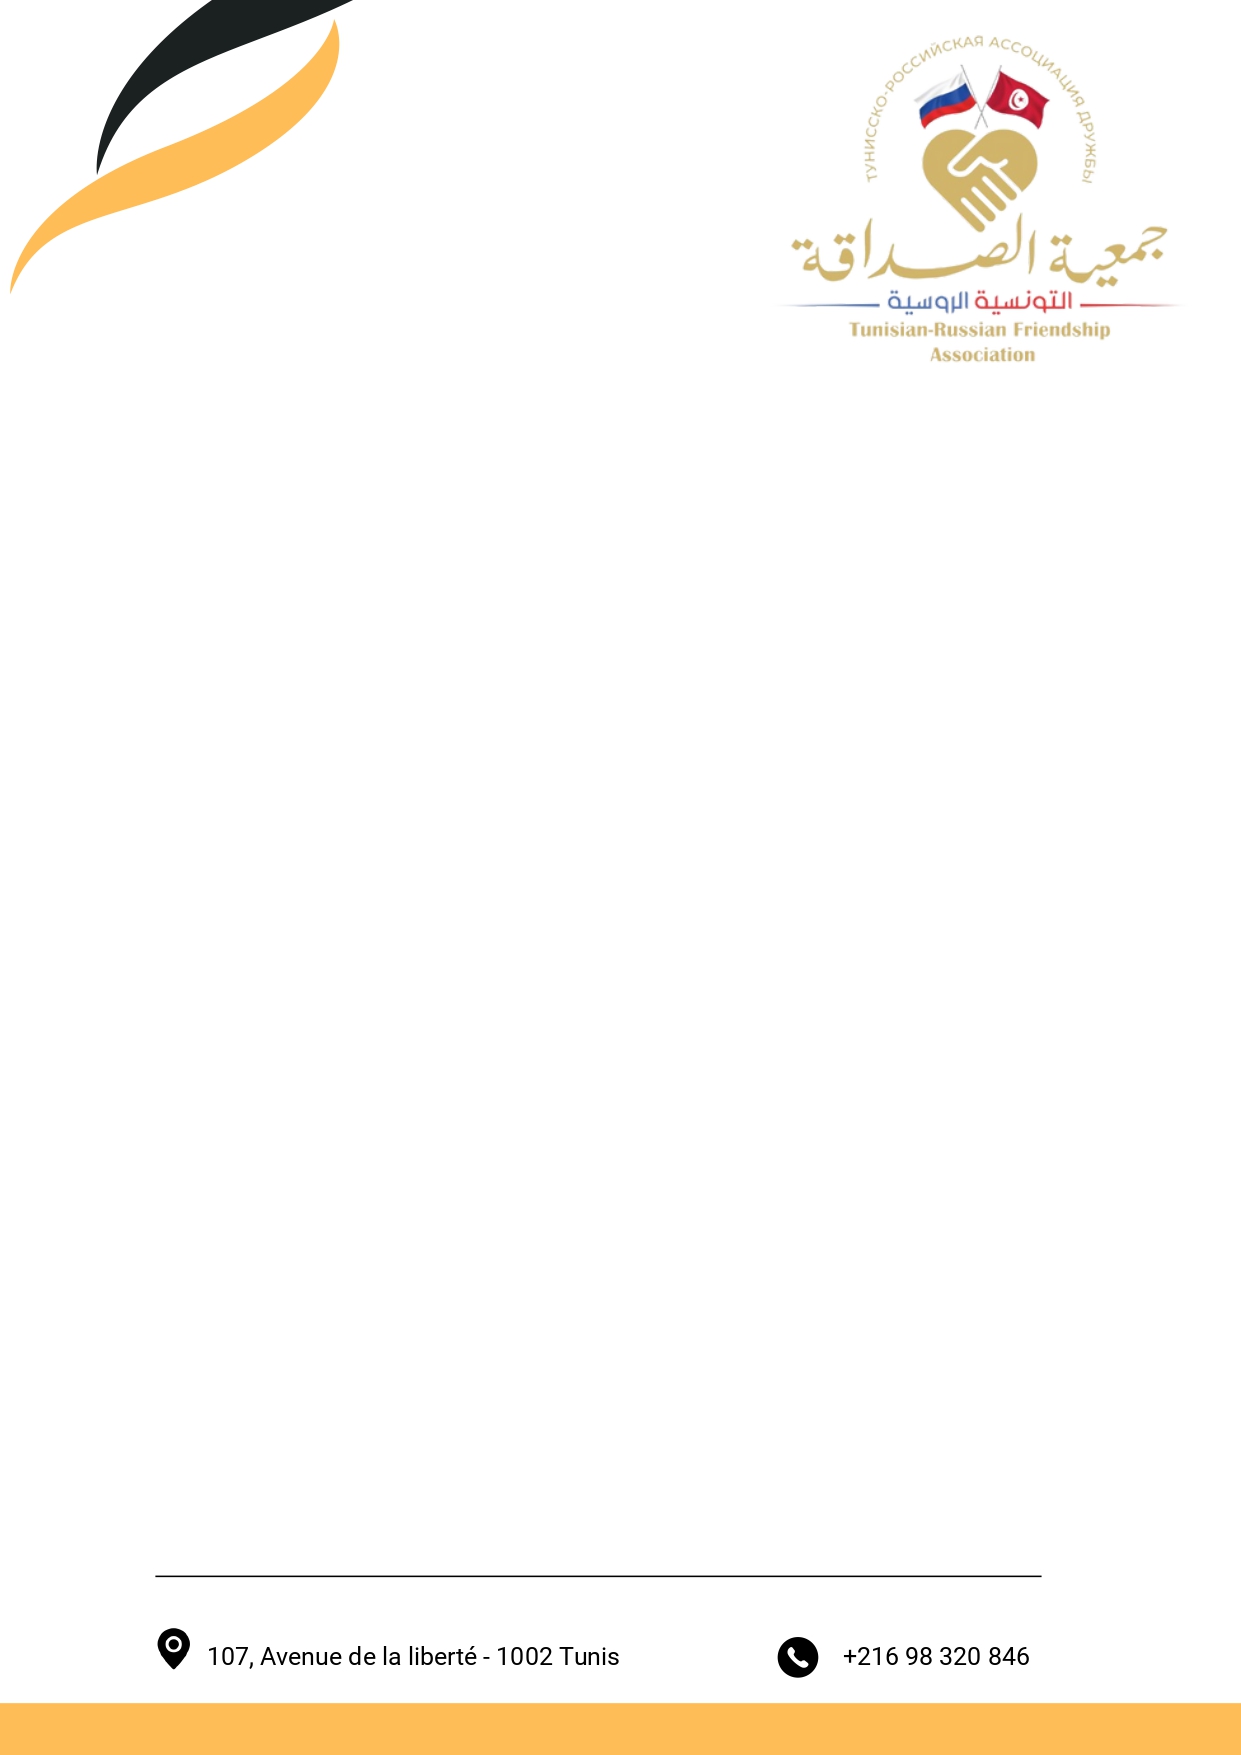 ТУНИССКО-РОССИЙСКАЯ АССОЦИАЦИЯ ДРУЖБЫ
جمعية الصداقة
التونسية الروسية
Tunisian-Russian Friendship
Association
107, Avenue de la liberté - 1002 Tunis
+216 98 320 846